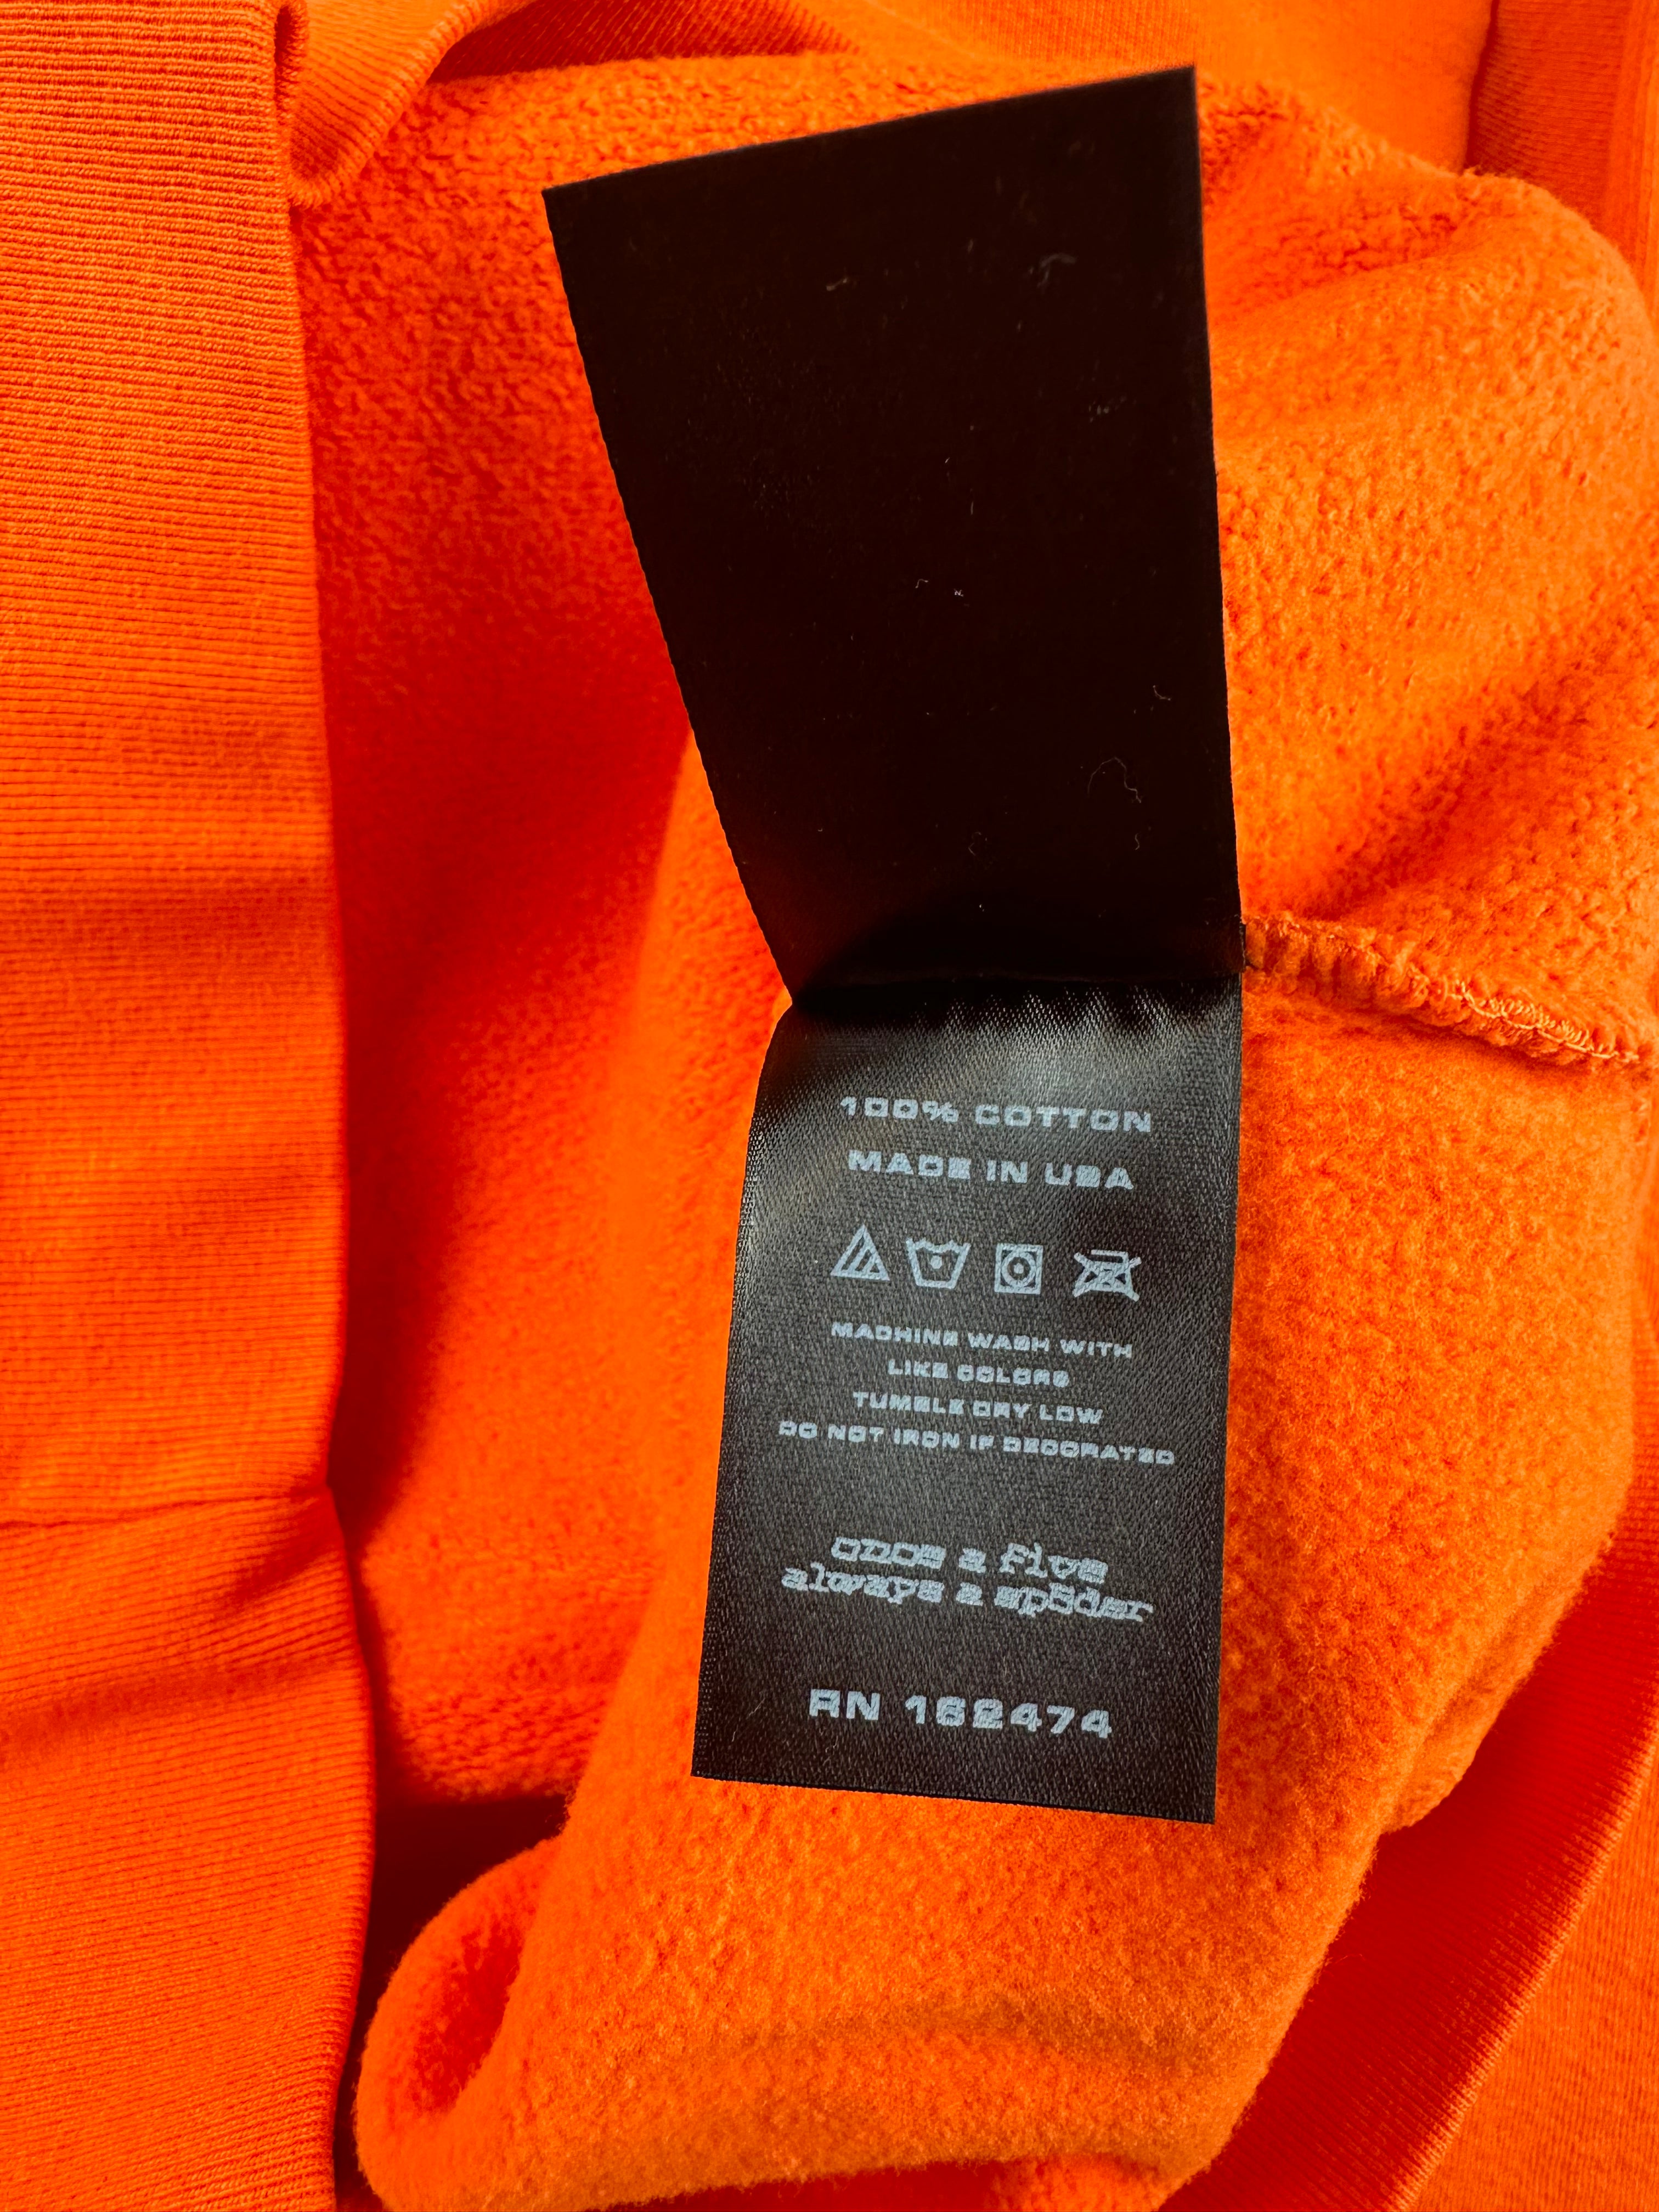 100% COTTON
MADE IN USA
MACHINE WASH WITH
LIKE COLORS
TUMBLE DRY LOW
DO NOT IRON IF DECORATED
once a five
always a sp5der
RN 162474